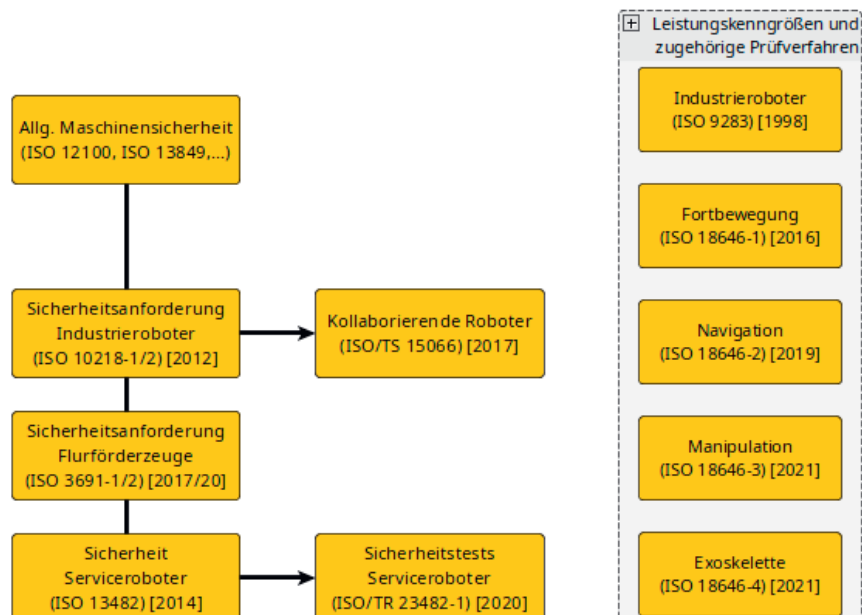 Allg. Maschinensicherheit
(ISO 12100, ISO 13849,...)
Sicherheitsanforderung
Industrieroboter
(ISO 10218-1/2) [2012]
Kollaborierende Roboter
(ISO/TS 15066) [2017]
Sicherheitsanforderung
Flurförderzeuge
(ISO 3691-1/2) [2017/20]
Sicherheit
Serviceroboter
(ISO 13482) [2014]
Sicherheitstests
Serviceroboter
(ISO/TR 23482-1) [2020]
Leistungskenngrößen und
zugehörige Prüfverfahren
Industrieroboter
(ISO 9283) [1998]
Fortbewegung
(ISO 18646-1) [2016]
Navigation
(ISO 18646-2) [2019]
Manipulation
(ISO 18646-3) [2021]
Exoskelette
(ISO 18646-4) [2021]